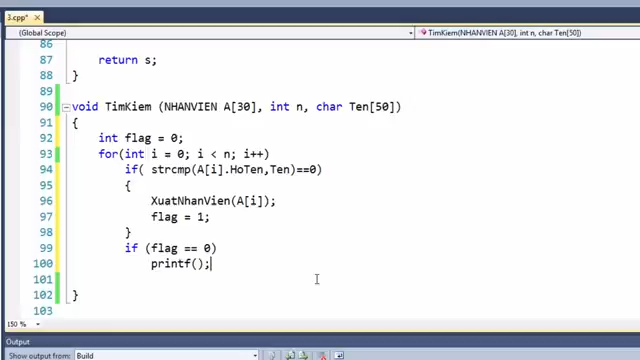 3.cpp*
(Global Scope)
TimKiem(NHANVIEN A[30], int n, char Ten[50])
86
87 return s;
88 }
89
90 void TimKiem (NHANVIEN A[30], int n, char Ten[50])
91 {
92 int flag = 0;
93 for(int i = 0; i < n; i++)
94 if( strcmp(A[i].HoTen,Ten)==0)
95 {
96 XuatNhanVien(A[i]);
97 flag = 1;
98 }
99 if (flag == 0)
100 printf();
101
102 }
103
150 %
Output
Show output from: Build